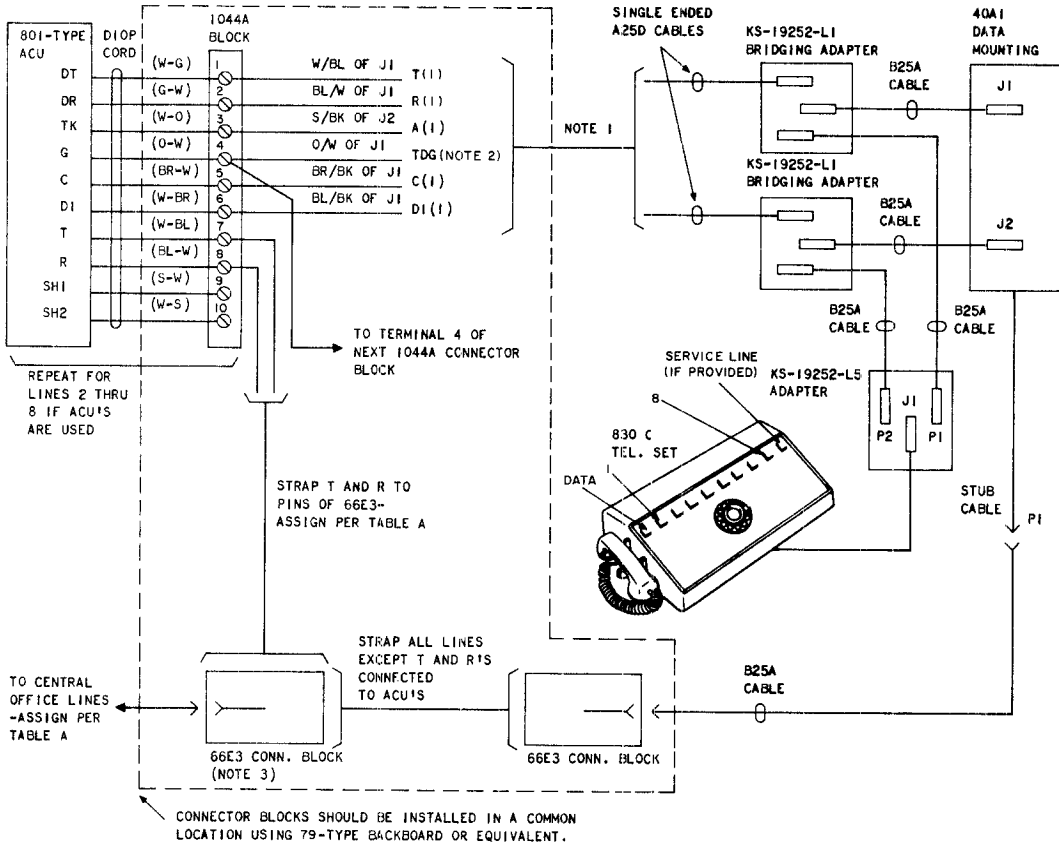 801-TYPE
ACU
DIOP
CORD
1044A
BLOCK
DT
(W-G)
1
W/BL OF J1
T(1)
DR
(G-W)
2
BL/W OF J1
R(1)
TK
(W-O)
3
S/BK OF J2
A(1)
G
(O-W)
4
O/W OF J1
TDG(NOTE 2)
C
(BR-W)
5
BR/BK OF J1
C(1)
D1
(W-BR)
6
BL/BK OF J1
D1(1)
T
(W-BL)
7
R
(BL-W)
8
SH1
(S-W)
9
SH2
(W-S)
10
REPEAT FOR
LINES 2 THRU
8 IF ACU'S
ARE USED
TO TERMINAL 4 OF
NEXT 1044A CONNECTOR
BLOCK
NOTE 1
SINGLE ENDED
A25D CABLES
KS-19252-L1
BRIDGING ADAPTER
KS-19252-L1
BRIDGING ADAPTER
B25A
CABLE
B25A
CABLE
40A1
DATA
MOUNTING
J1
J2
B25A
CABLE
B25A
CABLE
KS-19252-L5
ADAPTER
J1
P2
P1
SERVICE LINE
(IF PROVIDED)
8
830 C
TEL. SET
1
DATA
STUB
CABLE
P1
STRAP T AND R TO
PINS OF 66E3-
ASSIGN PER TABLE A
STRAP ALL LINES
EXCEPT T AND R'S
CONNECTED
TO ACU'S
TO CENTRAL
OFFICE LINES
-ASSIGN PER
TABLE A
66E3 CONN. BLOCK
(NOTE 3)
66E3 CONN. BLOCK
B25A
CABLE
CONNECTOR BLOCKS SHOULD BE INSTALLED IN A COMMON
LOCATION USING 79-TYPE BACKBOARD OR EQUIVALENT.